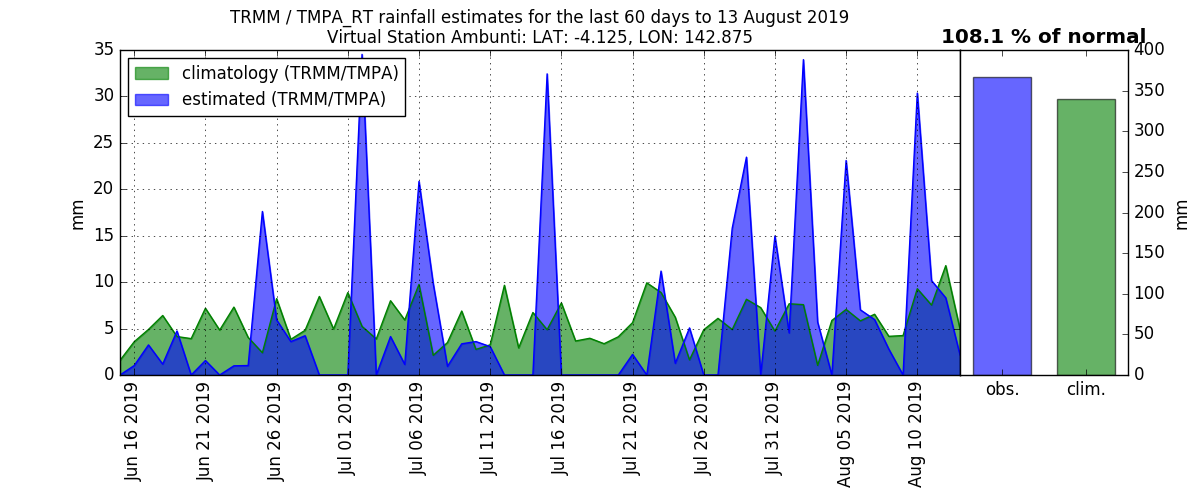 TRMM / TMPA_RT rainfall estimates for the last 60 days to 13 August 2019
Virtual Station Ambunti: LAT: -4.125, LON: 142.875
108.1 % of normal
climatology (TRMM/TMPA)
estimated (TRMM/TMPA)
35
30
25
20
15
10
5
0
mm
Jun 16 2019
Jun 21 2019
Jun 26 2019
Jul 01 2019
Jul 06 2019
Jul 11 2019
Jul 16 2019
Jul 21 2019
Jul 26 2019
Jul 31 2019
Aug 05 2019
Aug 10 2019
obs.
clim.
400
350
300
250
200
150
100
50
0
mm